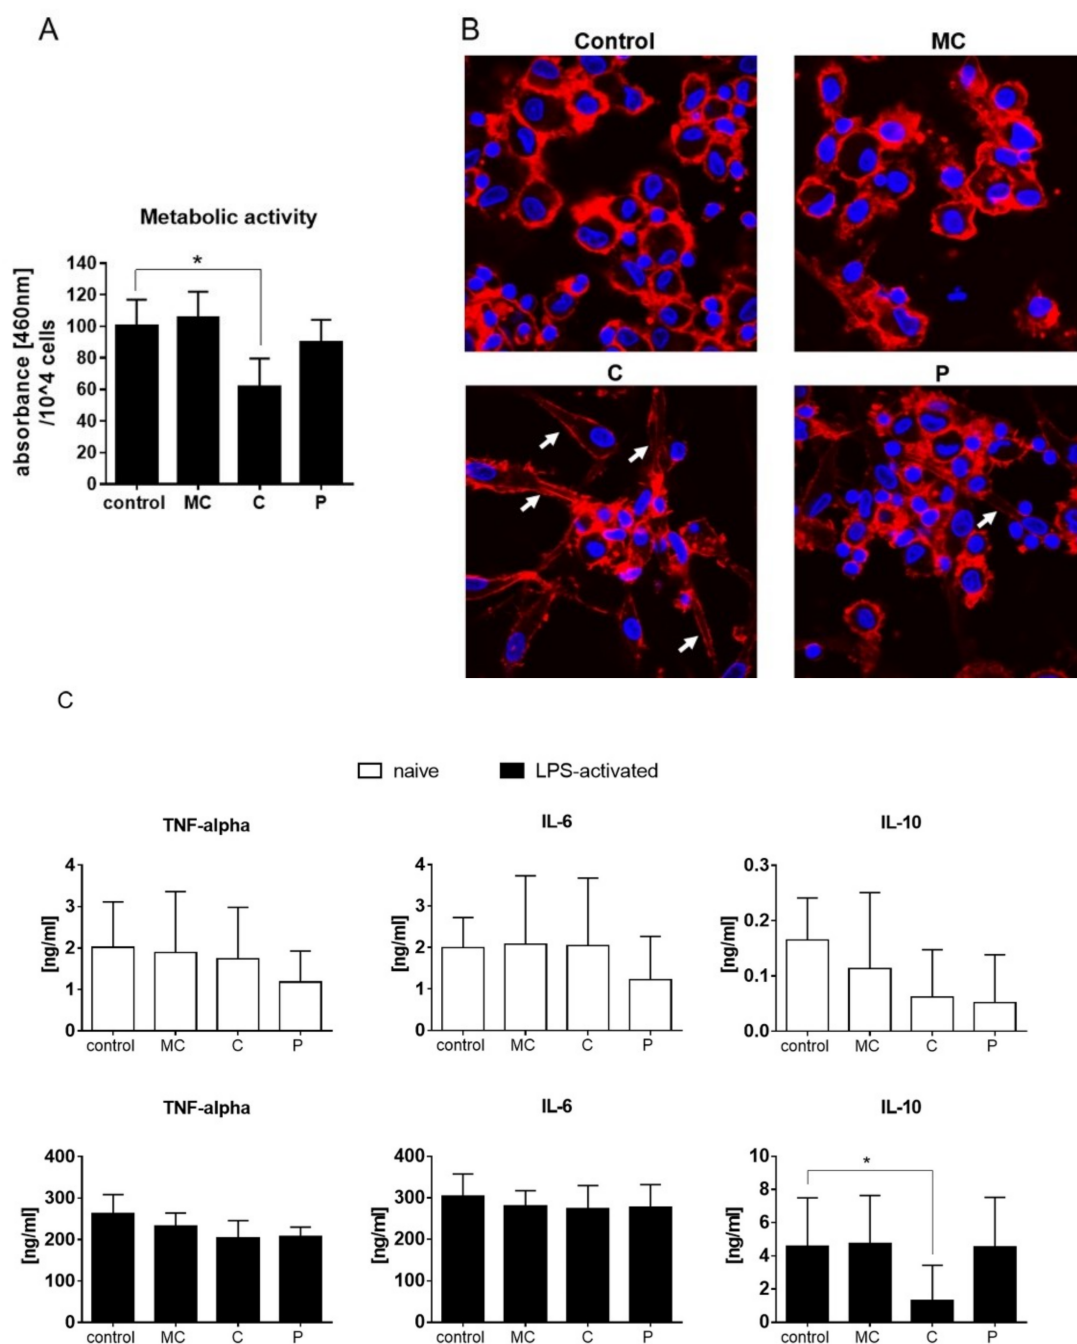 A
Metabolic activity
absorbance [460nm]
/10^4 cells
140
120
100
80
60
40
20
0
*
control MC C P
B
Control MC
C P
C
naive LPS-activated
TNF-alpha
[ng/ml]
4
3
2
1
0
control MC C P
IL-6
[ng/ml]
4
3
2
1
0
control MC C P
IL-10
[ng/ml]
0.3
0.2
0.1
0.0
control MC C P
TNF-alpha
[ng/ml]
400
300
200
100
0
control MC C P
IL-6
[ng/ml]
400
300
200
100
0
control MC C P
IL-10
[ng/ml]
10
8
6
4
2
0
*
control MC C P